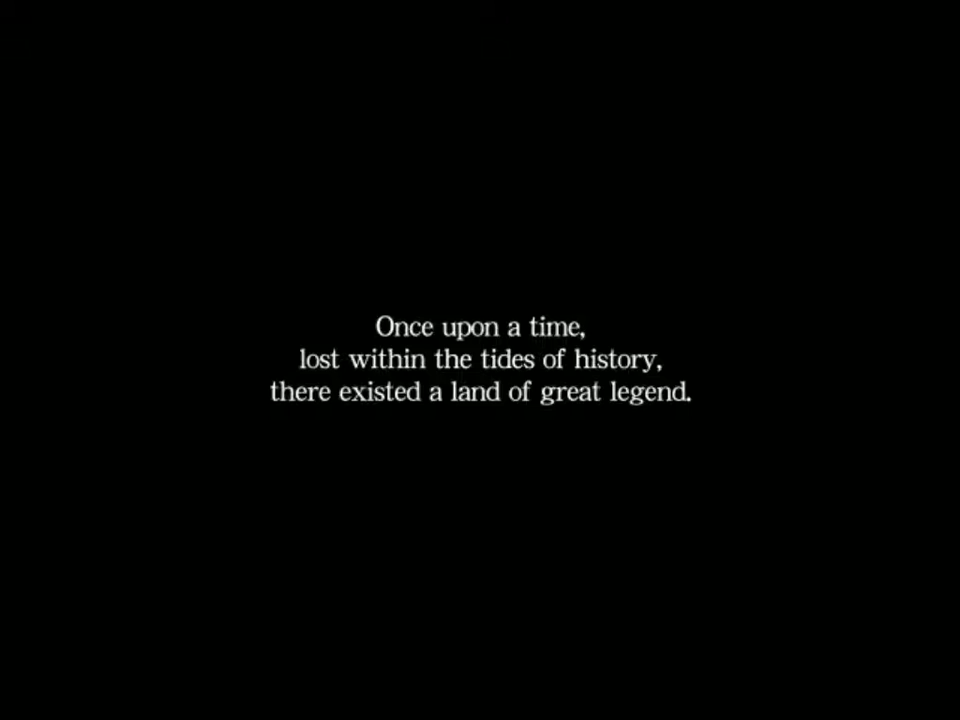 Once upon a time,
lost within the tides of history,
there existed a land of great legend.